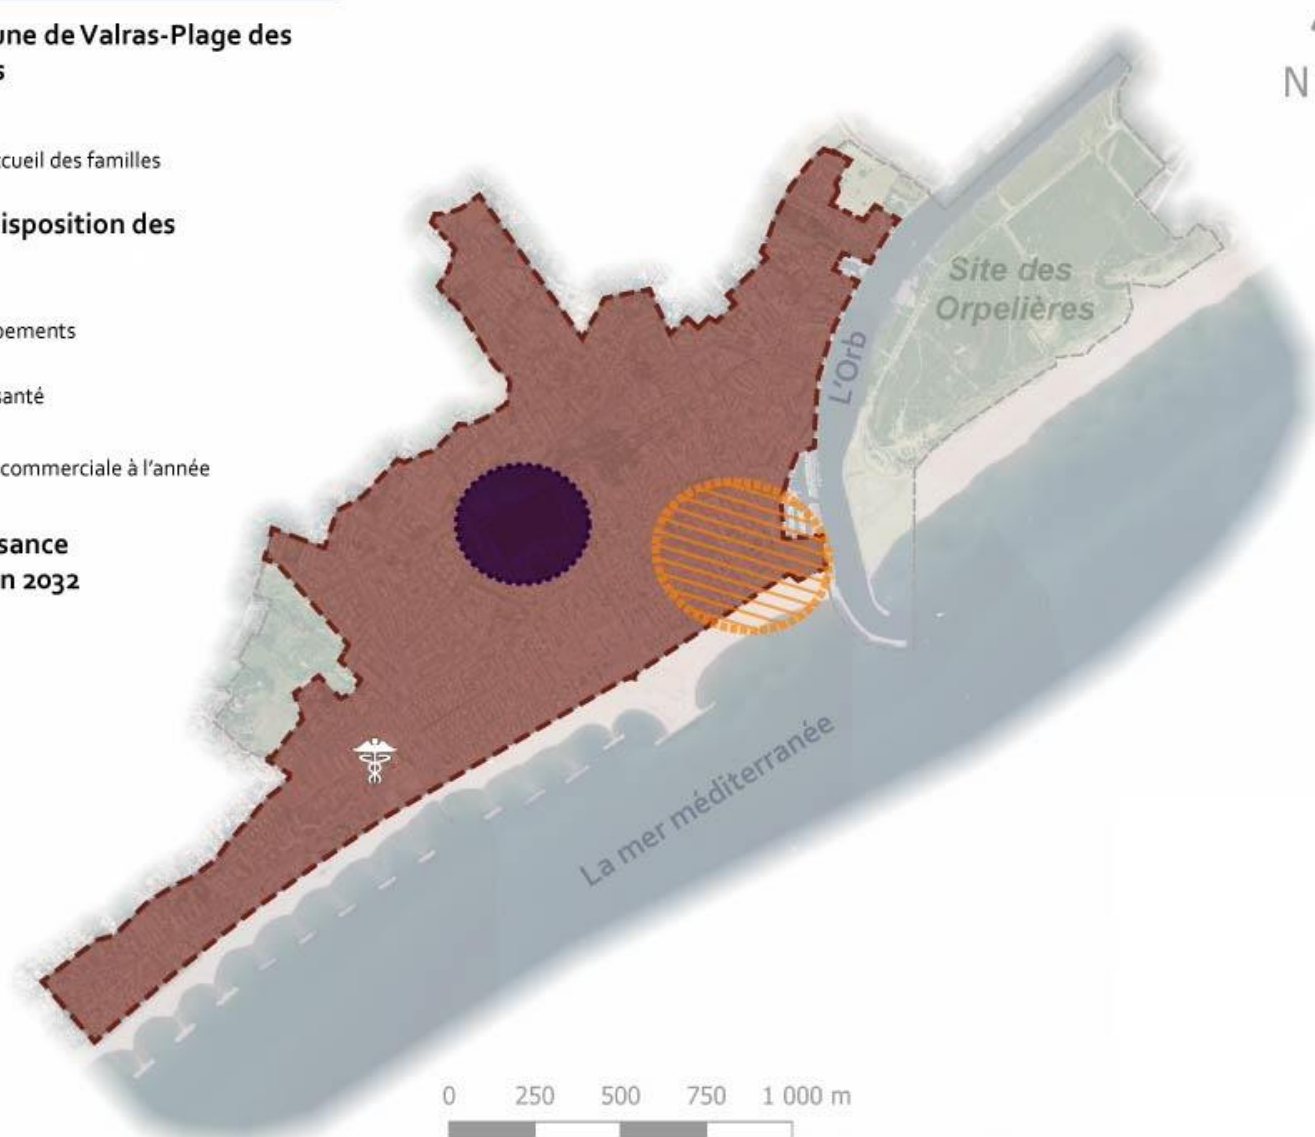 une de Valras-Plage des
s
ccueil des familles
isposition des
pements
santé
commerciale à l'année
sance
n 2032
N
Site des
Orpelières
L'Orb
La mer méditerranée
0 250 500 750 1 000 m